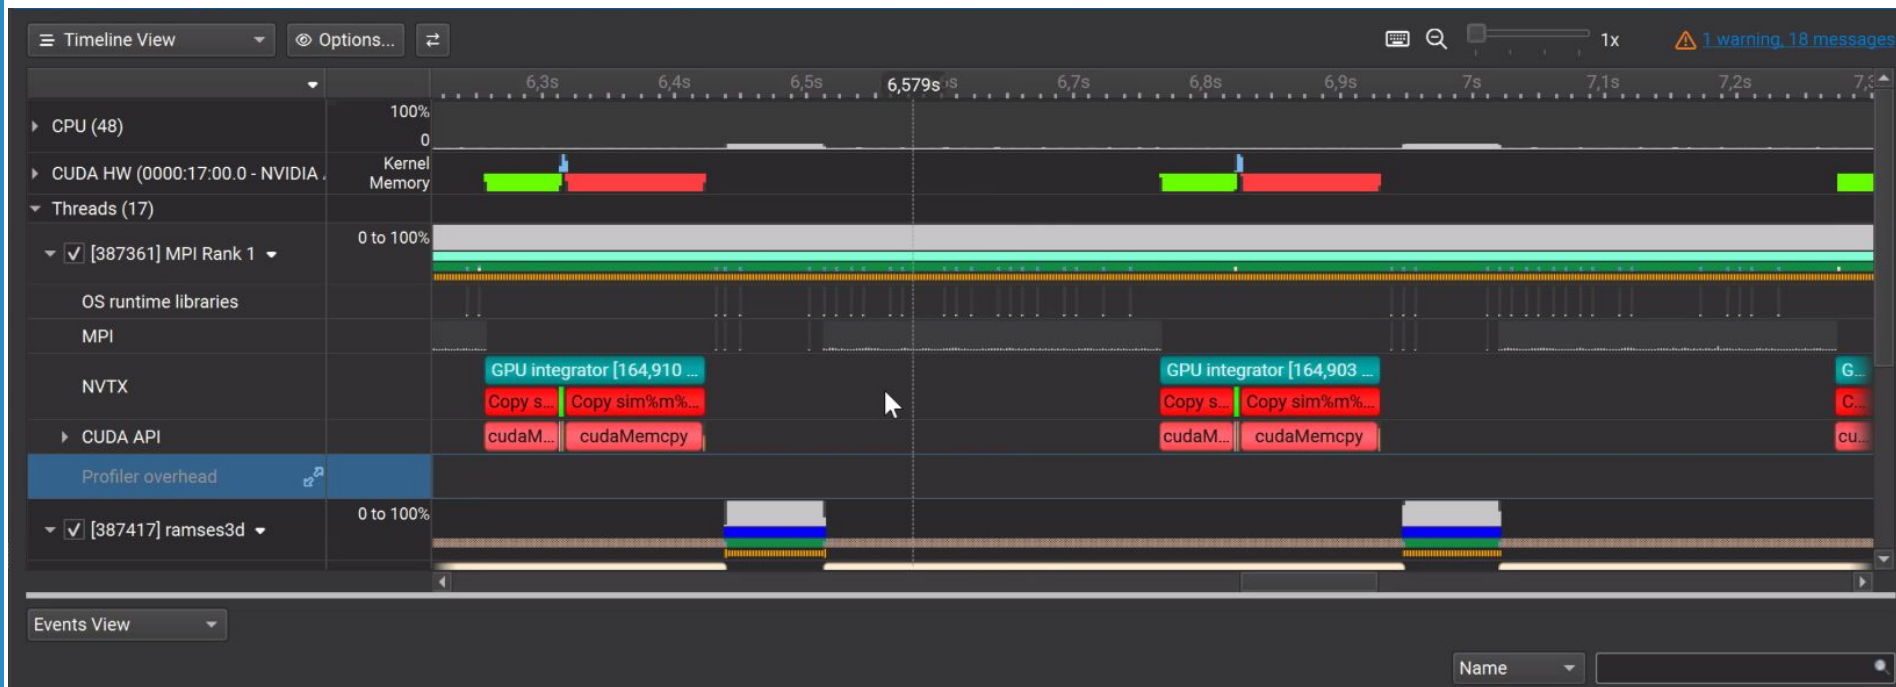 Timeline View
Options...
1x
1 warning, 18 messages
6,3s 6,4s 6,5s 6,579s 6,7s 6,8s 6,9s 7s 7,1s 7,2s
CPU (48)
100%
0
CUDA HW (0000:17:00.0 - NVIDIA
Kernel
Memory
Threads (17)
[387361] MPI Rank 1
0 to 100%
OS runtime libraries
MPI
NVTX
GPU integrator [164,910 ... GPU integrator [164,903 ... G...
Copy s... Copy sim%m%... Copy s... Copy sim%m%... C...
CUDA API
cudaM... cudaMemcpy cudaM... cudaMemcpy cu...
Profiler overhead
[387417] ramses3d
0 to 100%
Events View
Name